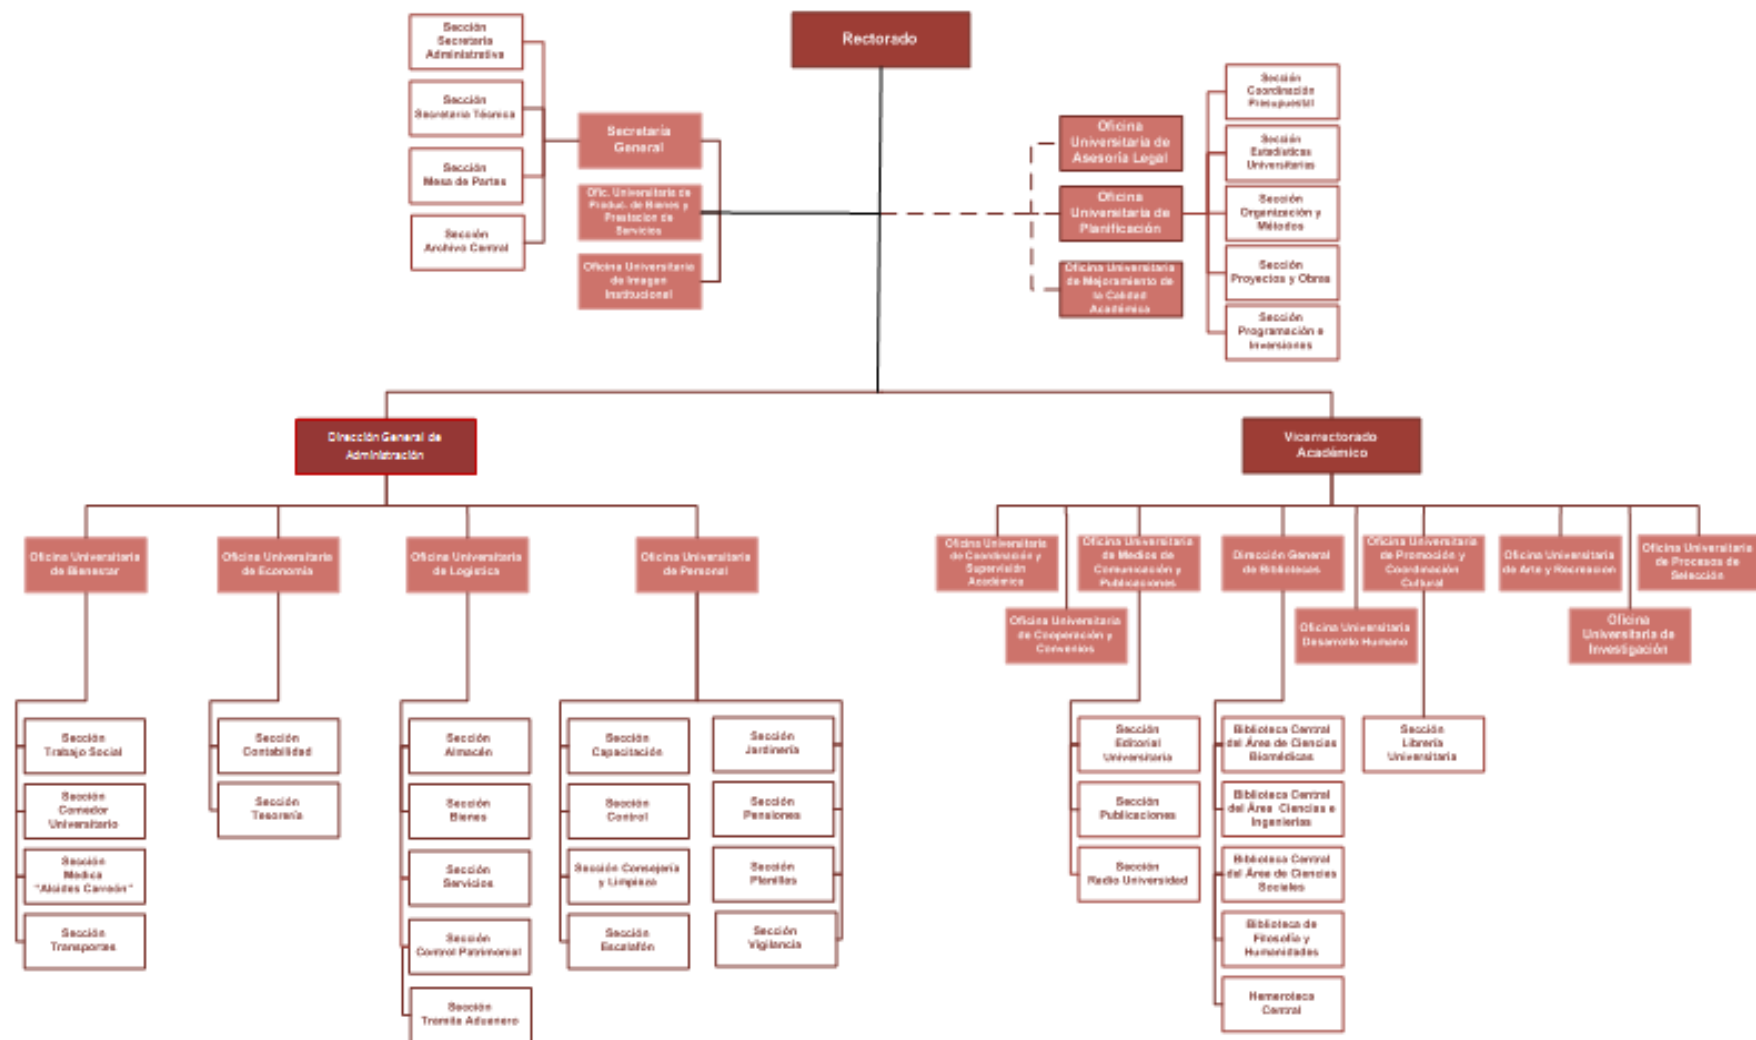 Rectorado
Sección
Secretaria
Administrativa
Sección
Secretaria Técnica
Sección
Mesa de Partes
Sección
Archivo Central
Secretaría
General
Ofic. Universitaria de
Produc. de Bienes y
Prestacion de
Servicios
Oficina Universitaria
de Imagen
Institucional
Oficina
Universitaria de
Asesoría Legal
Oficina
Universitaria de
Planificación
Oficina Universitaria
de Mejoramiento de
la Calidad
Académica
Sección
Coordinación
Presupuestal
Sección
Estadísticas
Universitarias
Sección
Organización y
Métodos
Sección
Proyectos y Obras
Sección
Programación e
Inversiones
Dirección General de
Administración
Vicerrectorado
Académico
Oficina Universitaria
de Bienestar
Oficina Universitaria
de Economía
Oficina Universitaria
de Logística
Oficina Universitaria
de Personal
Oficina Universitaria
de Coordinación y
Supervisión
Académica
Oficina Universitaria
de Medios de
Comunicación y
Publicaciones
Dirección General
de Bibliotecas
Oficina Universitaria
de Promoción y
Coordinación
Cultural
Oficina Universitaria
de Arte y Recreacion
Oficina Universitaria
de Procesos de
Selección
Oficina Universitaria
de Cooperación y
Convenios
Oficina Universitaria
Desarrollo Humano
Oficina
Universitaria de
Investigación
Sección
Trabajo Social
Sección
Comedor
Universitario
Sección
Medica
"Alcides Carreón"
Sección
Transportes
Sección
Contabilidad
Sección
Tesorería
Sección
Almacén
Sección
Bienes
Sección
Servicios
Sección
Control Patrimonial
Sección
Tramite Aduanero
Sección
Capacitación
Sección
Control
Sección Consejería
y Limpieza
Sección
Escalafón
Sección
Jardinería
Sección
Pensiones
Sección
Planillas
Sección
Vigilancia
Sección
Editorial
Universitaria
Sección
Publicaciones
Sección
Radio Universidad
Biblioteca Central
del Área de Ciencias
Biomédicas
Biblioteca Central
del Área Ciencias e
Ingenierias
Biblioteca Central
del Área de Ciencias
Sociales
Biblioteca de
Filosofía y
Humanidades
Hemeroteca
Central
Sección
Librería
Universitaria